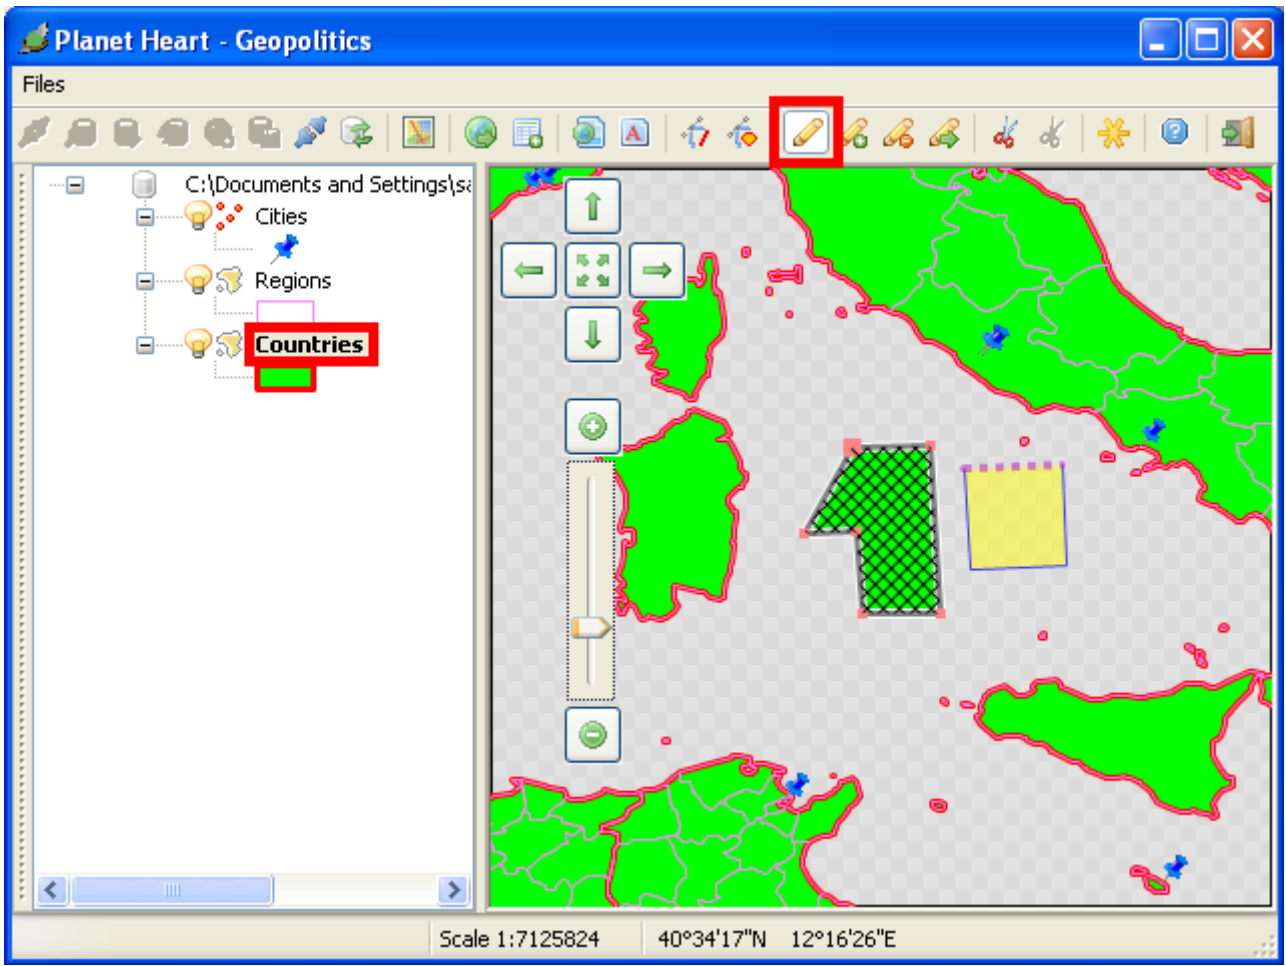 Planet Heart - Geopolitics
Files
C:\Documents and Settings\sa
Cities
Regions
Countries
Scale 1:7125824 40°34'17"N 12°16'26"E